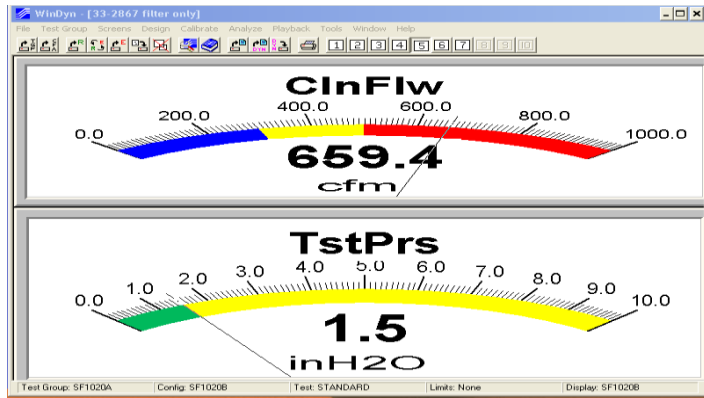 WinDyn - [33-2867 filter only]
File Test Group Screens Design Calibrate Analyze Playback Tools Window Help
1 2 3 4 5 6 7 8 9 10
ClnFlw
0.0 200.0 400.0 600.0 800.0 1000.0
659.4
cfm
TstPrs
0.0 1.0 2.0 3.0 4.0 5.0 6.0 7.0 8.0 9.0 10.0
1.5
inH2O
Test Group: SF1020A Config: SF1020B Test: STANDARD Limits: None Display: SF1020B